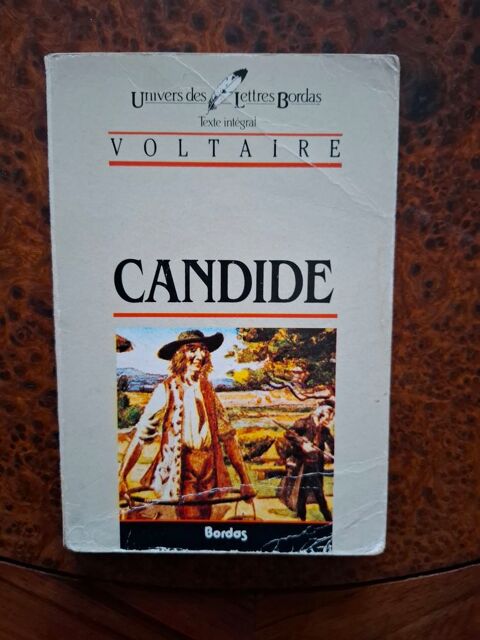 Univers des Lettres Bordas
Texte intégral
VOLTAIRE
CANDIDE
Bordas